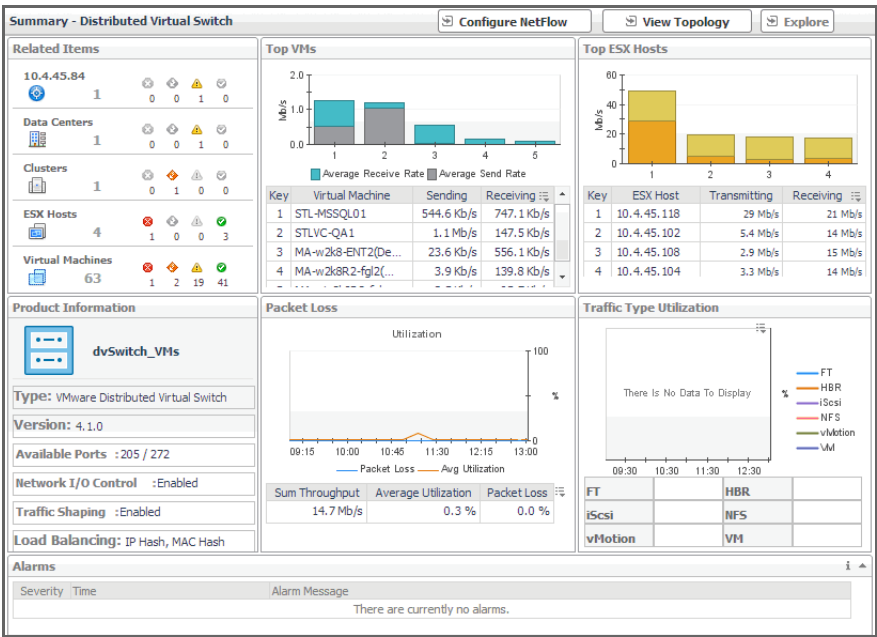 Summary - Distributed Virtual Switch
Configure NetFlow
View Topology
Explore
Related Items
10.4.45.84
1
0 0 1 0
Data Centers
1
0 0 1 0
Clusters
1
0 1 0 0
ESX Hosts
4
1 0 0 3
Virtual Machines
63
1 2 19 41
Top VMs
2.0
1.0
0.0
Mb/s
1 2 3 4 5
Average Receive Rate Average Send Rate
Key Virtual Machine Sending Receiving
1 STL-MSSQL01 544.6 Kb/s 747.1 Kb/s
2 STLVC-QA1 1.1 Mb/s 147.5 Kb/s
3 MA-w2k8-ENT2(De... 23.6 Kb/s 556.1 Kb/s
4 MA-w2k8R2-fgl2(... 3.9 Kb/s 139.8 Kb/s
Top ESX Hosts
60
40
20
0
Mb/s
1 2 3 4
Key ESX Host Transmitting Receiving
1 10.4.45.118 29 Mb/s 21 Mb/s
2 10.4.45.102 5.4 Mb/s 14 Mb/s
3 10.4.45.108 2.9 Mb/s 15 Mb/s
4 10.4.45.104 3.3 Mb/s 14 Mb/s
Product Information
dvSwitch_VMs
Type: VMware Distributed Virtual Switch
Version: 4.1.0
Available Ports :205 / 272
Network I/O Control :Enabled
Traffic Shaping :Enabled
Load Balancing: IP Hash, MAC Hash
Packet Loss
Utilization
100
%
0
09:15 10:00 10:45 11:30 12:15 13:00
Packet Loss Avg Utilization
Sum Throughput Average Utilization Packet Loss
14.7 Mb/s 0.3 % 0.0 %
Traffic Type Utilization
There Is No Data To Display
%
FT
HBR
iScsi
NFS
vMotion
VM
09:30 10:30 11:30 12:30
FT HBR
iScsi NFS
vMotion VM
Alarms
Severity Time Alarm Message
There are currently no alarms.